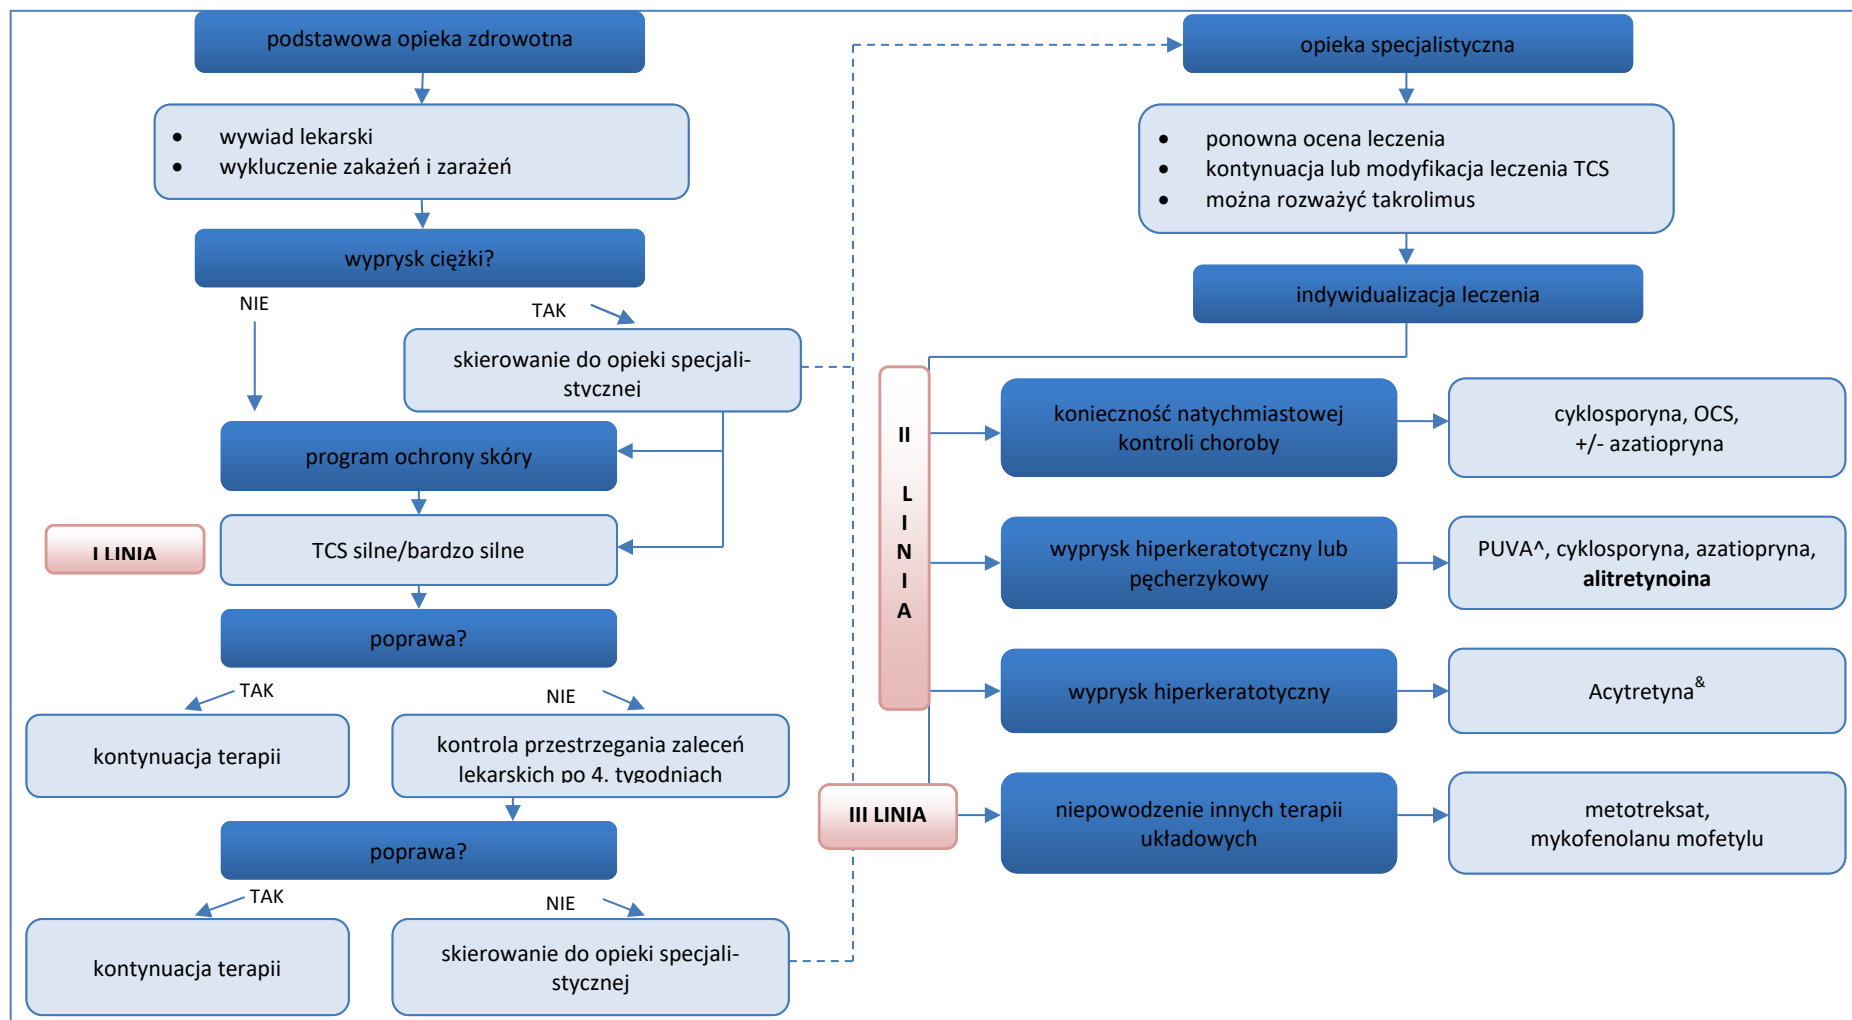 podstawowa opieka zdrowotna
• wywiad lekarski
• wykluczenie zakażeń i zarażeń
wyprysk ciężki?
NIE
TAK
skierowanie do opieki specjali-
stycznej
program ochrony skóry
I LINIA
TCS silne/bardzo silne
poprawa?
TAK
NIE
kontynuacja terapii
kontrola przestrzegania zaleceń
lekarskich po 4. tygodniach
poprawa?
TAK
NIE
kontynuacja terapii
skierowanie do opieki specjali-
stycznej
opieka specjalistyczna
• ponowna ocena leczenia
• kontynuacja lub modyfikacja leczenia TCS
• można rozważyć takrolimus
indywidualizacja leczenia
II
L
I
N
I
A
konieczność natychmiastowej
kontroli choroby
cyklosporyna, OCS,
+/- azatiopryna
wyprysk hiperkeratotyczny lub
pęcherzykowy
PUVA^, cyklosporyna, azatiopryna,
alitretynoina
wyprysk hiperkeratotyczny
Acytretyna&
III LINIA
niepowodzenie innych terapii
układowych
metotreksat,
mykofenolanu mofetylu